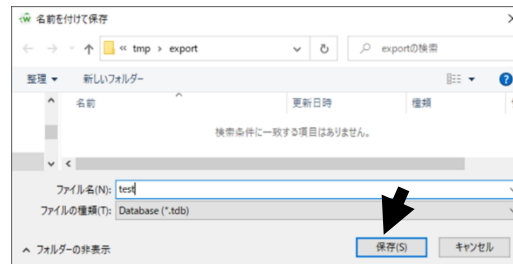 名前を付けて保存
« tmp › export
exportの検索
整理 新しいフォルダー
名前 更新日時 種類
検索条件に一致する項目はありません。
ファイル名(N): test
ファイルの種類(T): Database (*.tdb)
フォルダーの非表示 保存(S) キャンセル